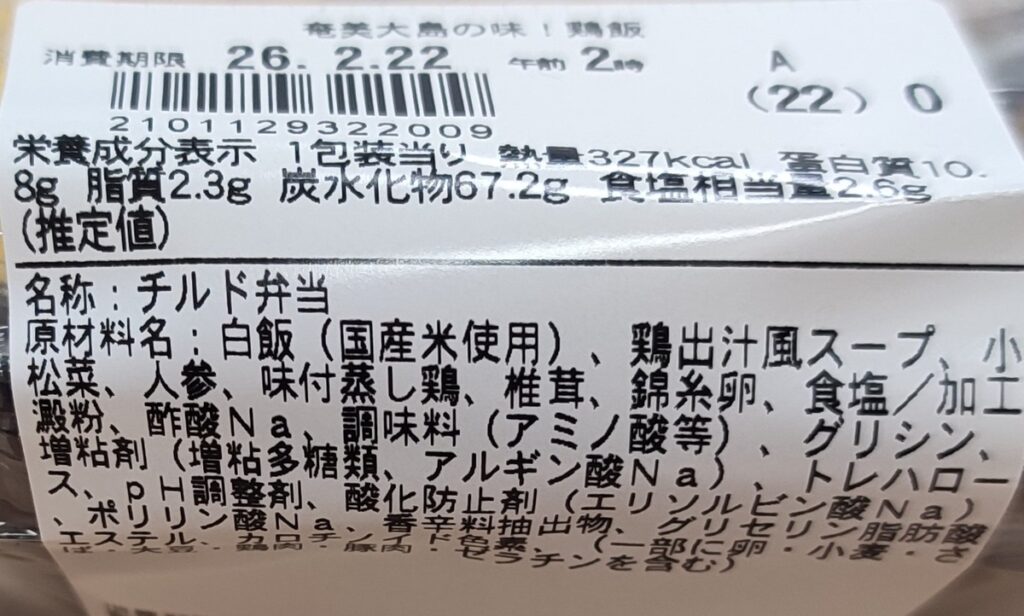 奄美大島の味！鶏飯
消費期限 26. 2.22 午前 2時 A
(22) 0
2101129322009
栄養成分表示 1包装当り 熱量327kcal 蛋白質10.
8g 脂質2.3g 炭水化物67.2g 食塩相当量2.6g
(推定値)
名称：チルド弁当
原材料名：白飯（国産米使用）、鶏出汁風スープ、小
松菜、人参、味付蒸し鶏、椎茸、錦糸卵、食塩／加工
澱粉、酢酸Ｎａ、調味料（アミノ酸等）、グリシン、
増粘剤（増粘多糖類、アルギン酸Ｎａ）、トレハロー
ス、ｐＨ調整剤、酸化防止剤（エリソルビン酸Ｎａ）
、ポリリン酸Ｎａ、香辛料抽出物、グリセリン脂肪酸
エステル、カロチノイド色素、（一部に卵・小麦・さ
ば・大豆・鶏肉・豚肉・ゼラチンを含む）